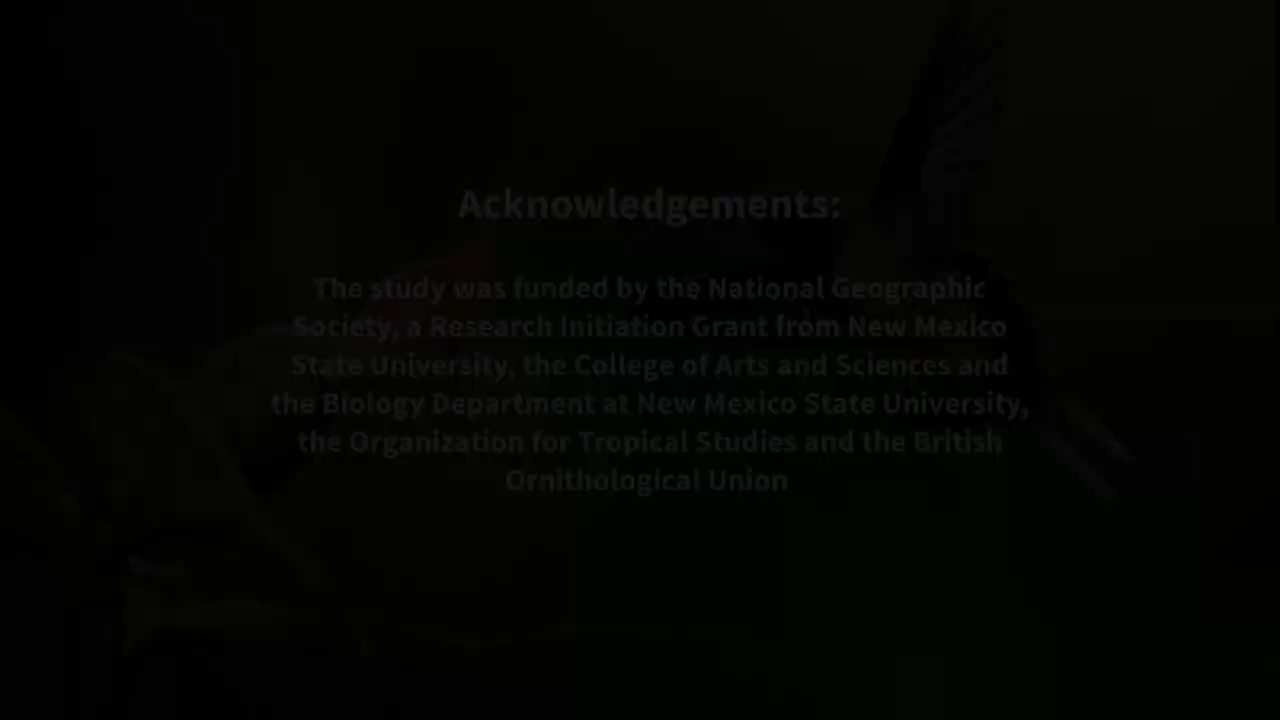 Acknowledgements:
The study was funded by the National Geographic
Society, a Research Initiation Grant from New Mexico
State University, the College of Arts and Sciences and
the Biology Department at New Mexico State University,
the Organization for Tropical Studies and the British
Ornithological Union